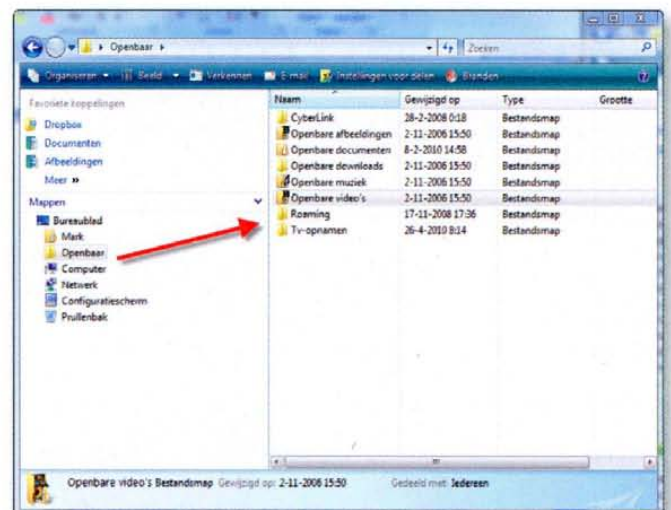 Openbaar
Zoeken
Organiseren Beeld Verkennen E-mail Instellingen voor delen Branden
Favoriete koppelingen
Dropbox
Documenten
Afbeeldingen
Meer »
Mappen
Bureaublad
Mark
Openbaar
Computer
Netwerk
Configuratiescherm
Prullenbak
Naam Gewijzigd op Type Grootte
CyberLink 28-2-2008 0:18 Bestandsmap
Openbare afbeeldingen 2-11-2006 15:50 Bestandsmap
Openbare documenten 8-2-2010 14:58 Bestandsmap
Openbare downloads 2-11-2006 15:50 Bestandsmap
Openbare muziek 2-11-2006 15:50 Bestandsmap
Openbare video's 2-11-2006 15:50 Bestandsmap
Roaming 17-11-2008 17:36 Bestandsmap
Tv-opnamen 26-4-2010 8:14 Bestandsmap
Openbare video's Bestandsmap Gewijzigd op: 2-11-2006 15:50 Gedeeld met: Iedereen